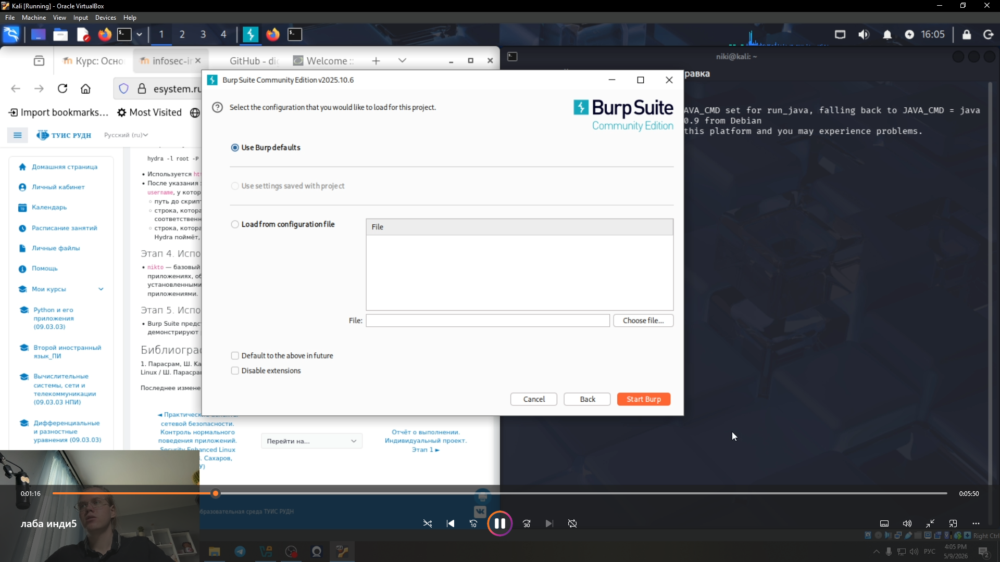 Kali [Running] - Oracle VirtualBox
File Machine View Input Devices Help
1 2 3 4
16:05
Курс: Осно
infosec-in
GitHub - di
Welcome ::
niki@kali: ~
esystem.ru
Import bookmarks...
Most Visited
ТУИС РУДН
Русский (ru)
Домашняя страница
Личный кабинет
Календарь
Расписание занятий
Личные файлы
Помощь
Мои курсы
Python и его
приложения
(09.03.03)
Второй иностранный
язык_ПИ
Вычислительные
системы, сети и
телекоммуникации
(09.03.03 НПИ)
Дифференциальные
и разностные
уравнения (09.03.03)
hydra -l root -P
Используется
После указания
username, у котор
путь до скрип
строка, котора
соответственн
строка, котора
Hydra поймёт,
Этап 4. Испо
nikto — базовый
приложениях, об
установленными
приложениями.
Этап 5. Испо
Burp Suite предс
демонстрируют
Библиограф
1. Парасрам, Ш. Ka
Linux / Ш. Парасрам
Последнее измене
Burp Suite Community Edition v2025.10.6
Select the configuration that you would like to load for this project.
Burp Suite
Community Edition
Use Burp defaults
Use settings saved with project
Load from configuration file
File
File:
Choose file...
Default to the above in future
Disable extensions
Cancel
Back
Start Burp
равка
AVA_CMD set for run_java, falling back to JAVA_CMD = java
0.9 from Debian
this platform and you may experience problems.
сетевой безопасности.
Контроль нормального
поведения приложений.
Security Enhanced Linux
. Сахаров,
У)
Перейти на...
Отчёт о выполнении.
Индивидуальный проект.
Этап 1 ►
0:01:16
0:05:50
бразовательная среда ТУИС РУДН
лаба инди5
10
30
Right Ctrl
РУС
4:05 PM
5/9/2026
2